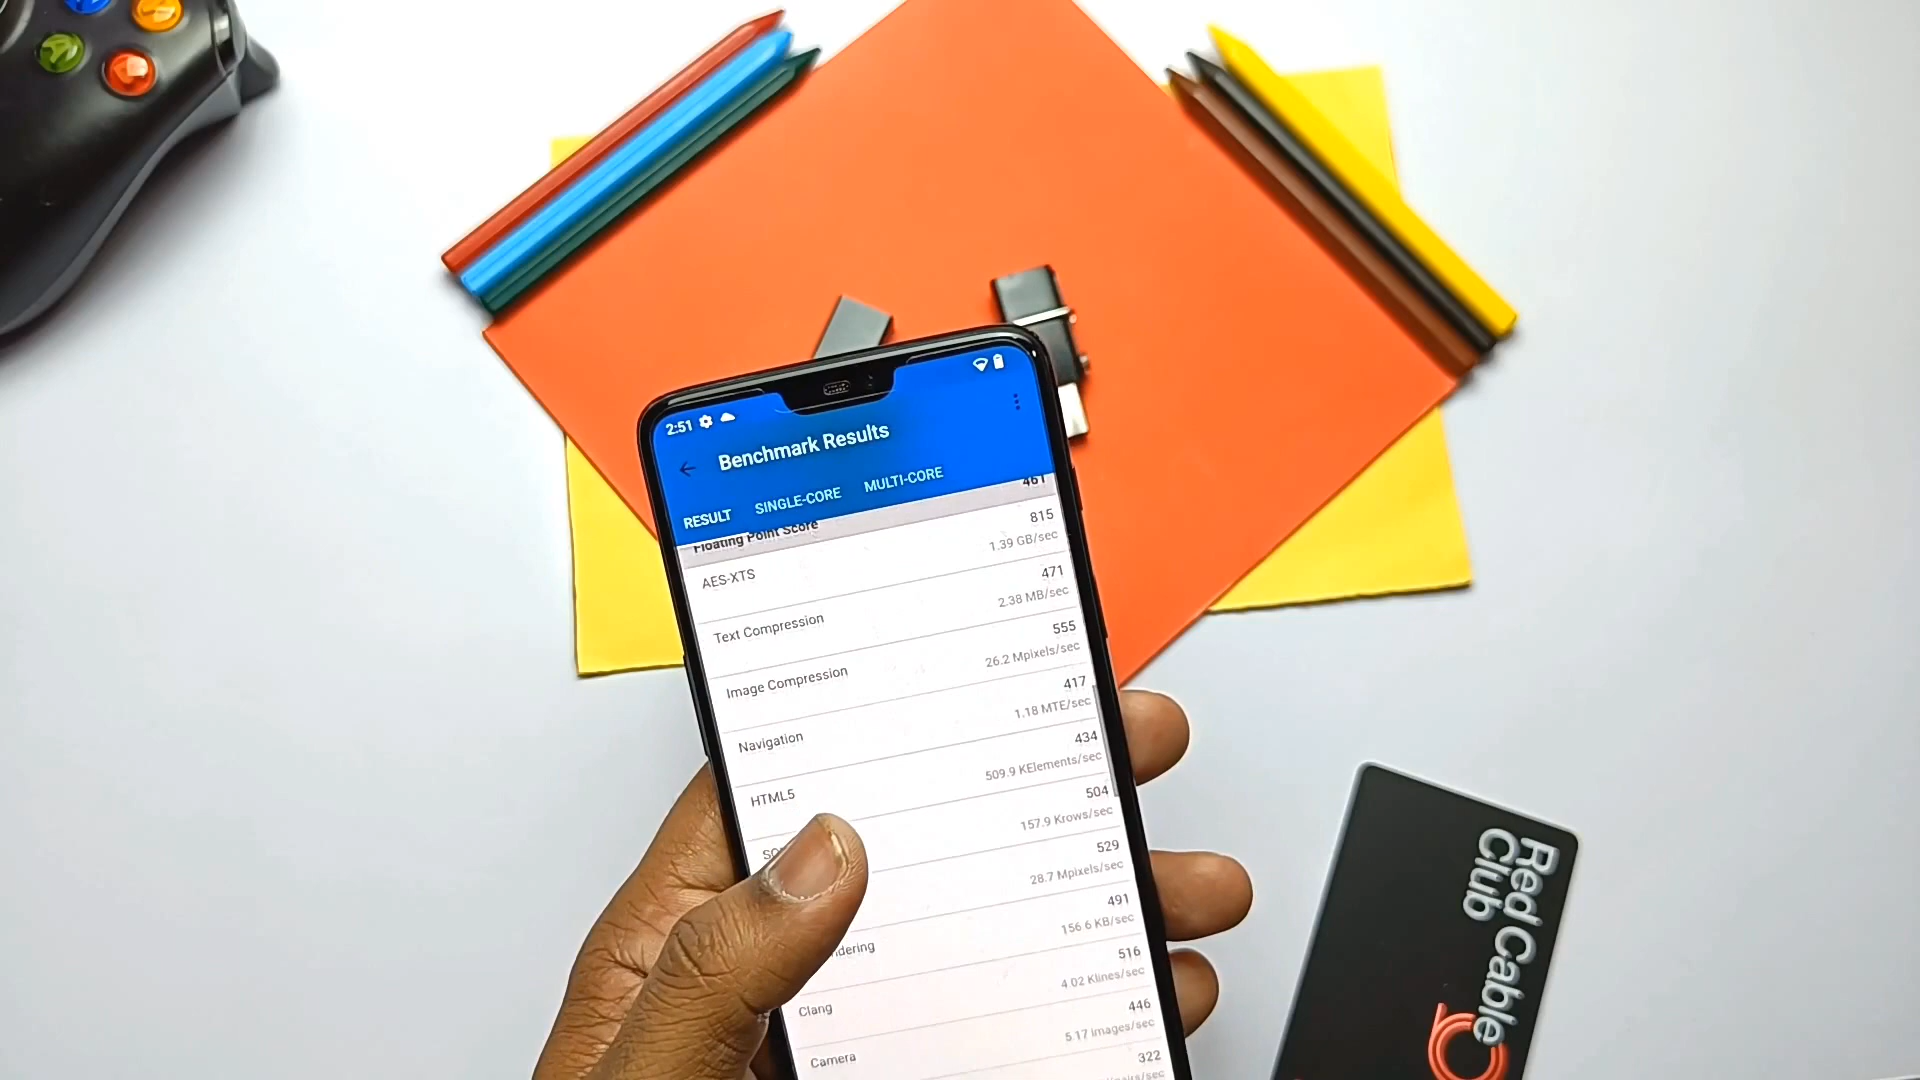 2:51
Benchmark Results
RESULT SINGLE-CORE MULTI-CORE
Floating Point Score 461
AES-XTS 815
1.39 GB/sec
Text Compression 471
2.38 MB/sec
Image Compression 555
26.2 Mpixels/sec
Navigation 417
1.18 MTE/sec
HTML5 434
509.9 KElements/sec
504
157.9 Krows/sec
529
28.7 Mpixels/sec
491
156.6 KB/sec
Clang 516
4.02 Klines/sec
Camera 446
5.17 images/sec
322
Red Cable
Club
A